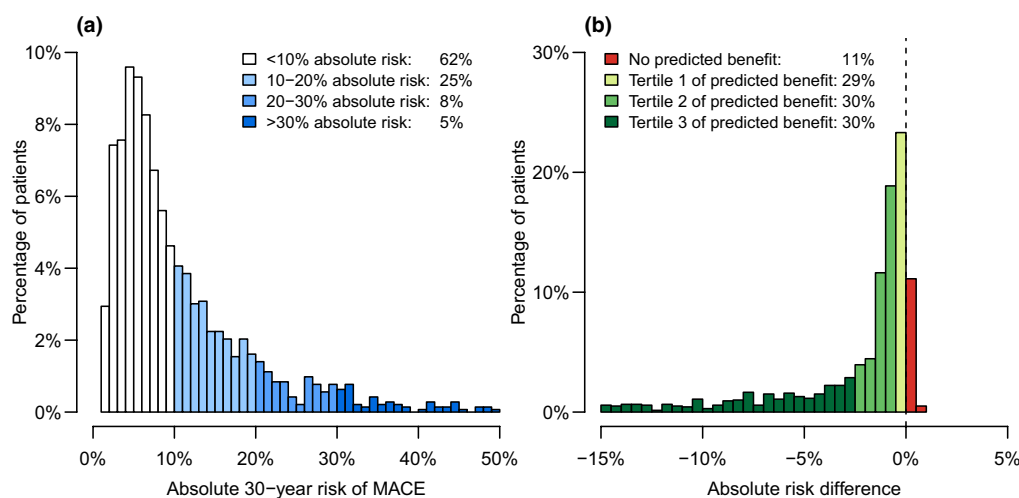 (a)
10%
8%
6%
4%
2%
0%
Percentage of patients
<10% absolute risk: 62%
10−20% absolute risk: 25%
20−30% absolute risk: 8%
>30% absolute risk: 5%
0% 10% 20% 30% 40% 50%
Absolute 30-year risk of MACE
(b)
30%
20%
10%
0%
Percentage of patients
No predicted benefit: 11%
Tertile 1 of predicted benefit: 29%
Tertile 2 of predicted benefit: 30%
Tertile 3 of predicted benefit: 30%
−15% −10% −5% 0% 5%
Absolute risk difference